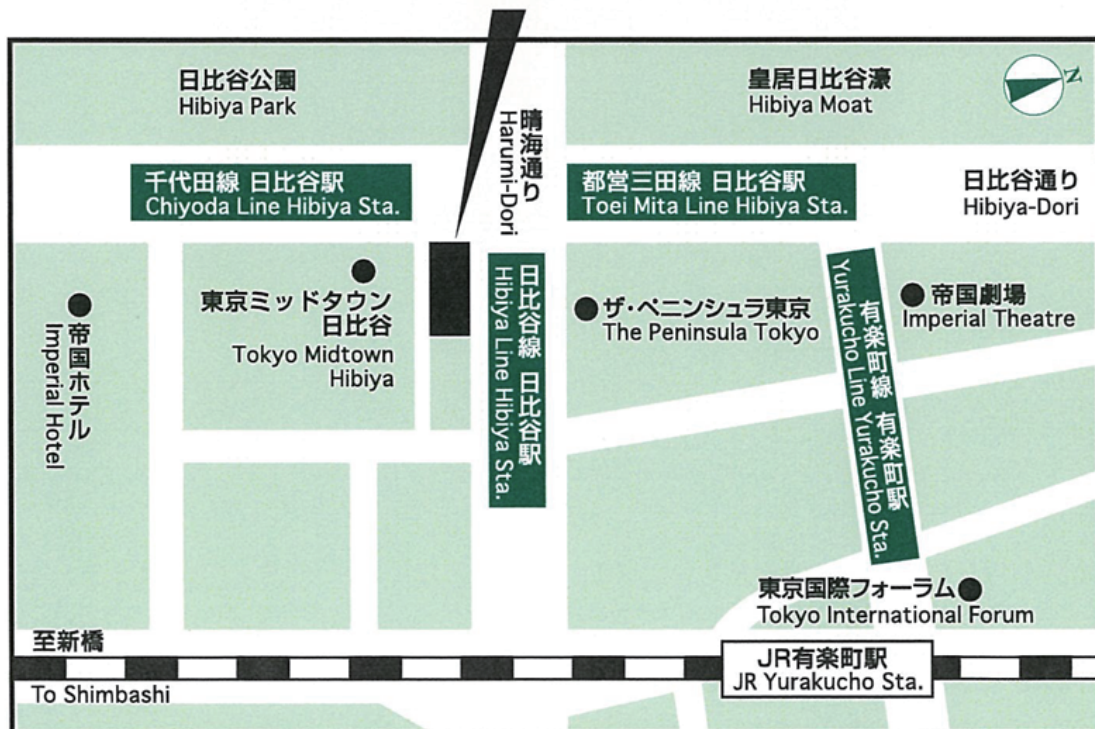 日比谷公園
Hibiya Park
晴海通り
Harumi-Dori
皇居日比谷濠
Hibiya Moat
N
千代田線 日比谷駅
Chiyoda Line Hibiya Sta.
都営三田線 日比谷駅
Toei Mita Line Hibiya Sta.
日比谷通り
Hibiya-Dori
帝国ホテル
Imperial Hotel
東京ミッドタウン
日比谷
Tokyo Midtown
Hibiya
日比谷線 日比谷駅
Hibiya Line Hibiya Sta.
ザ・ペニンシュラ東京
The Peninsula Tokyo
有楽町線 有楽町駅
Yurakucho Line Yurakucho Sta.
帝国劇場
Imperial Theatre
東京国際フォーラム
Tokyo International Forum
至新橋
To Shimbashi
JR有楽町駅
JR Yurakucho Sta.